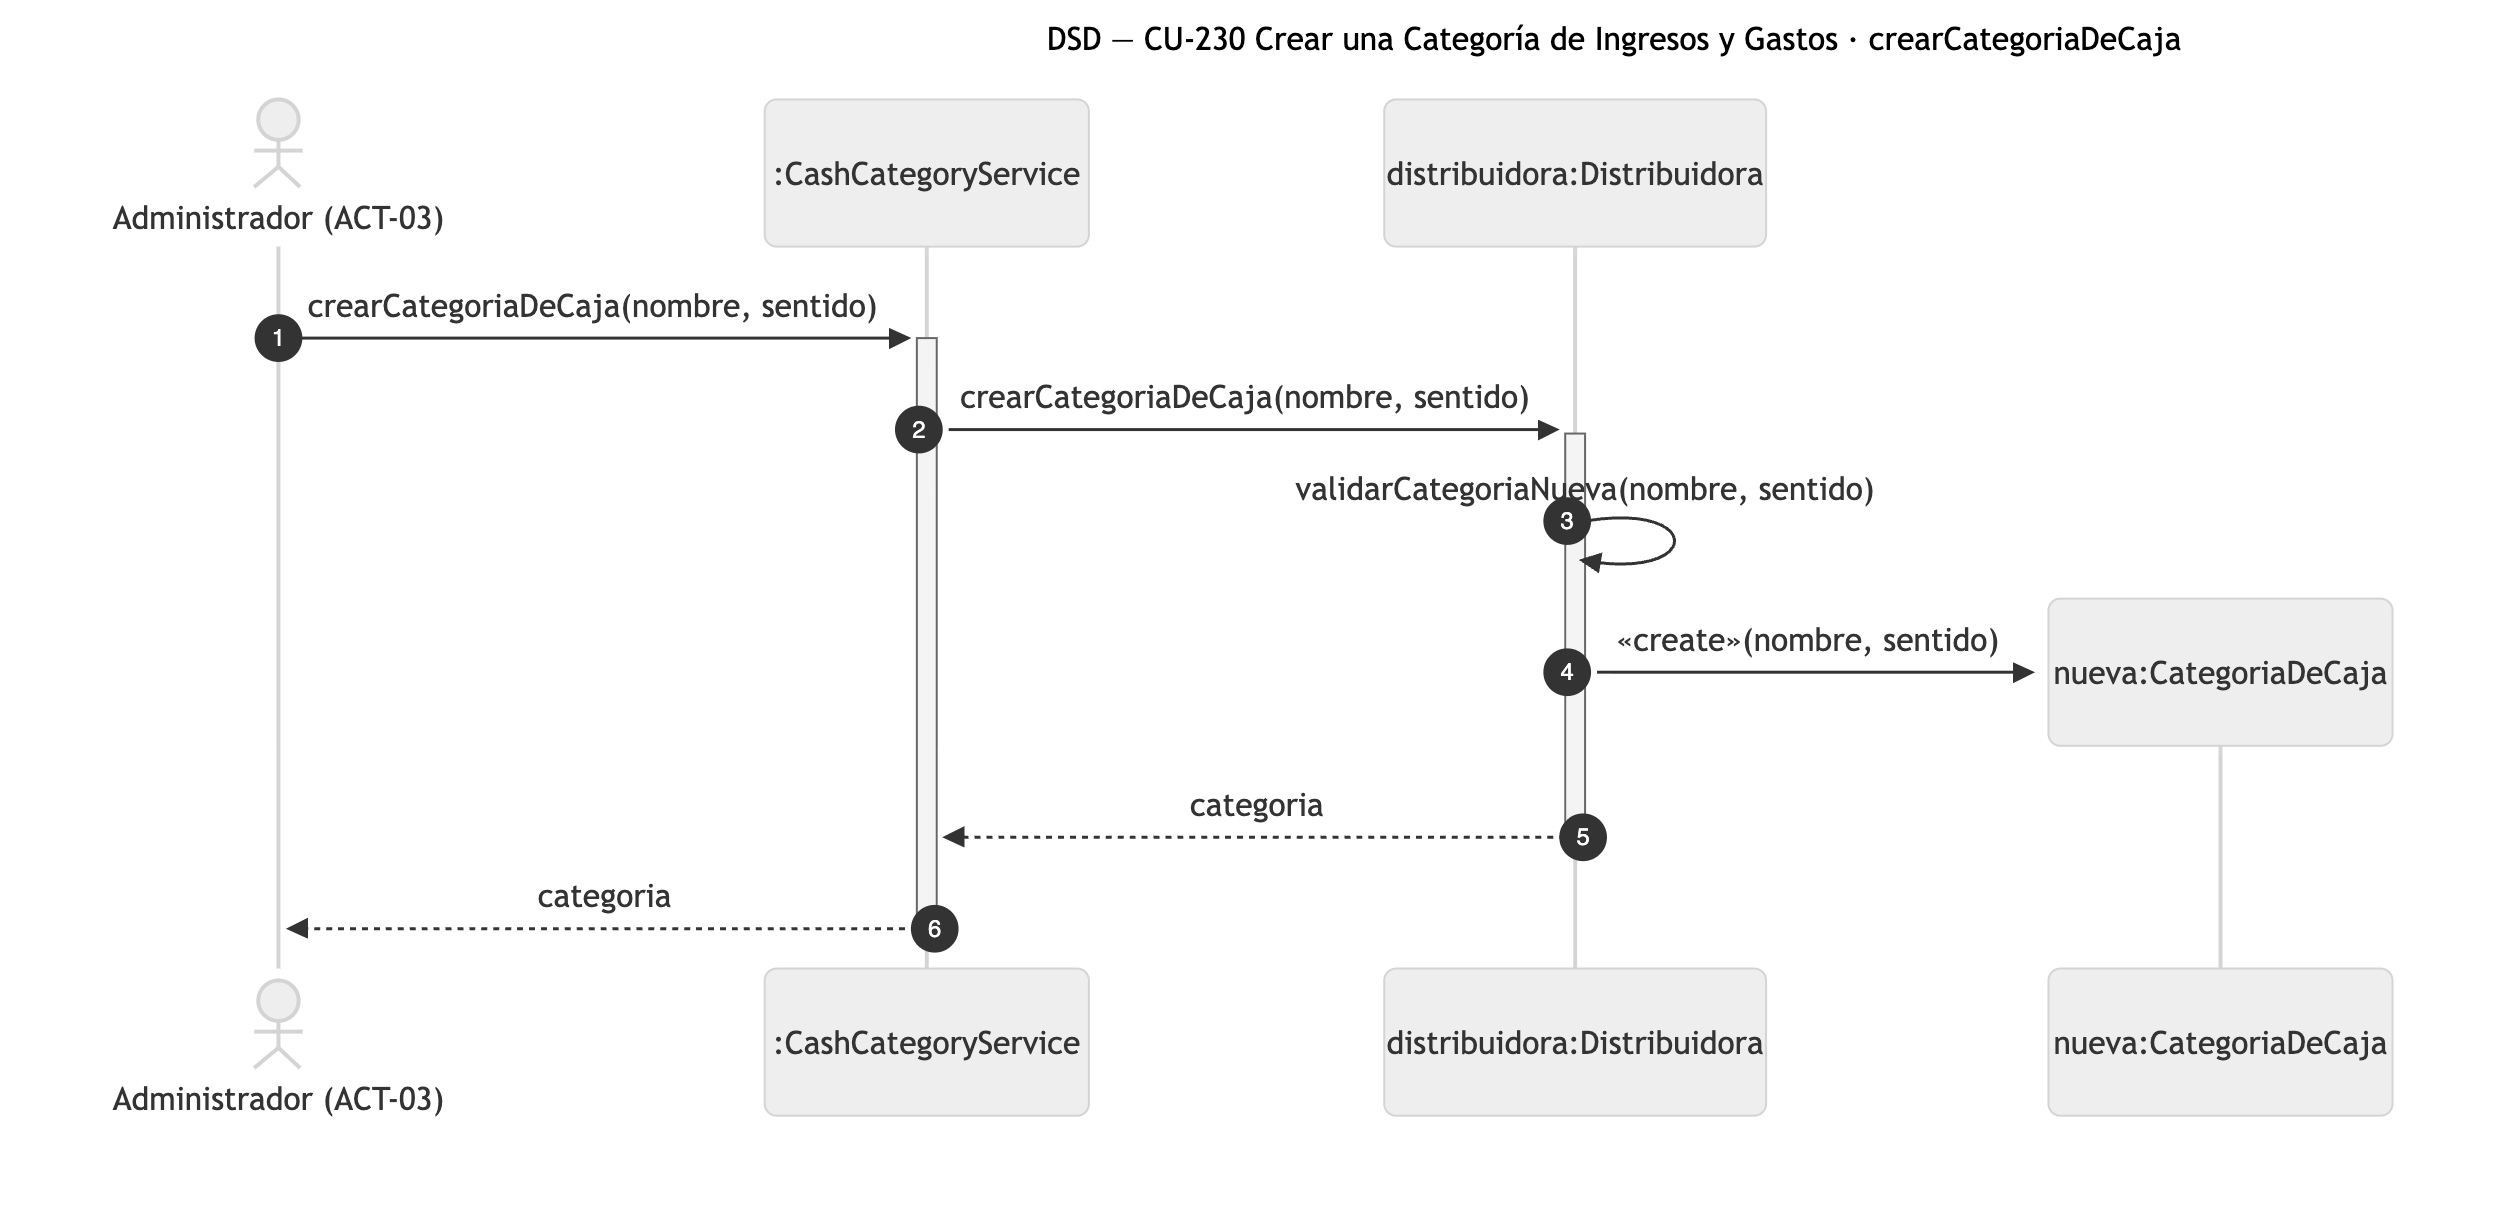 DSD — CU-230 Crear una Categoría de Ingresos y Gastos · crearCategoriaDeCaja
Administrador (ACT-03)
:CashCategoryService
distribuidora:Distribuidora
crearCategoriaDeCaja(nombre, sentido)
1
crearCategoriaDeCaja(nombre, sentido)
2
validarCategoriaNueva(nombre, sentido)
3
«create»(nombre, sentido)
4
nueva:CategoriaDeCaja
categoria
5
categoria
6
Administrador (ACT-03)
:CashCategoryService
distribuidora:Distribuidora
nueva:CategoriaDeCaja